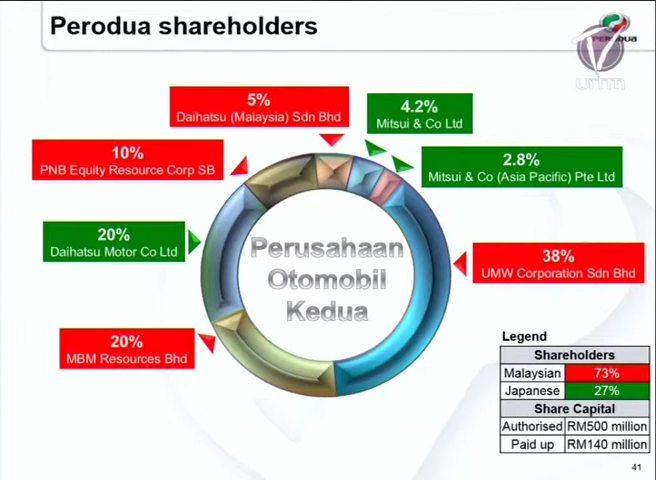 Perodua shareholders
PERODUA
5%
Daihatsu (Malaysia) Sdn Bhd
4.2%
Mitsui & Co Ltd
10%
PNB Equity Resource Corp SB
2.8%
Mitsui & Co (Asia Pacific) Pte Ltd
20%
Daihatsu Motor Co Ltd
38%
UMW Corporation Sdn Bhd
20%
MBM Resources Bhd
Perusahaan
Otomobil
Kedua
Legend
Shareholders
Malaysian 73%
Japanese 27%
Share Capital
Authorised RM500 million
Paid up RM140 million
41